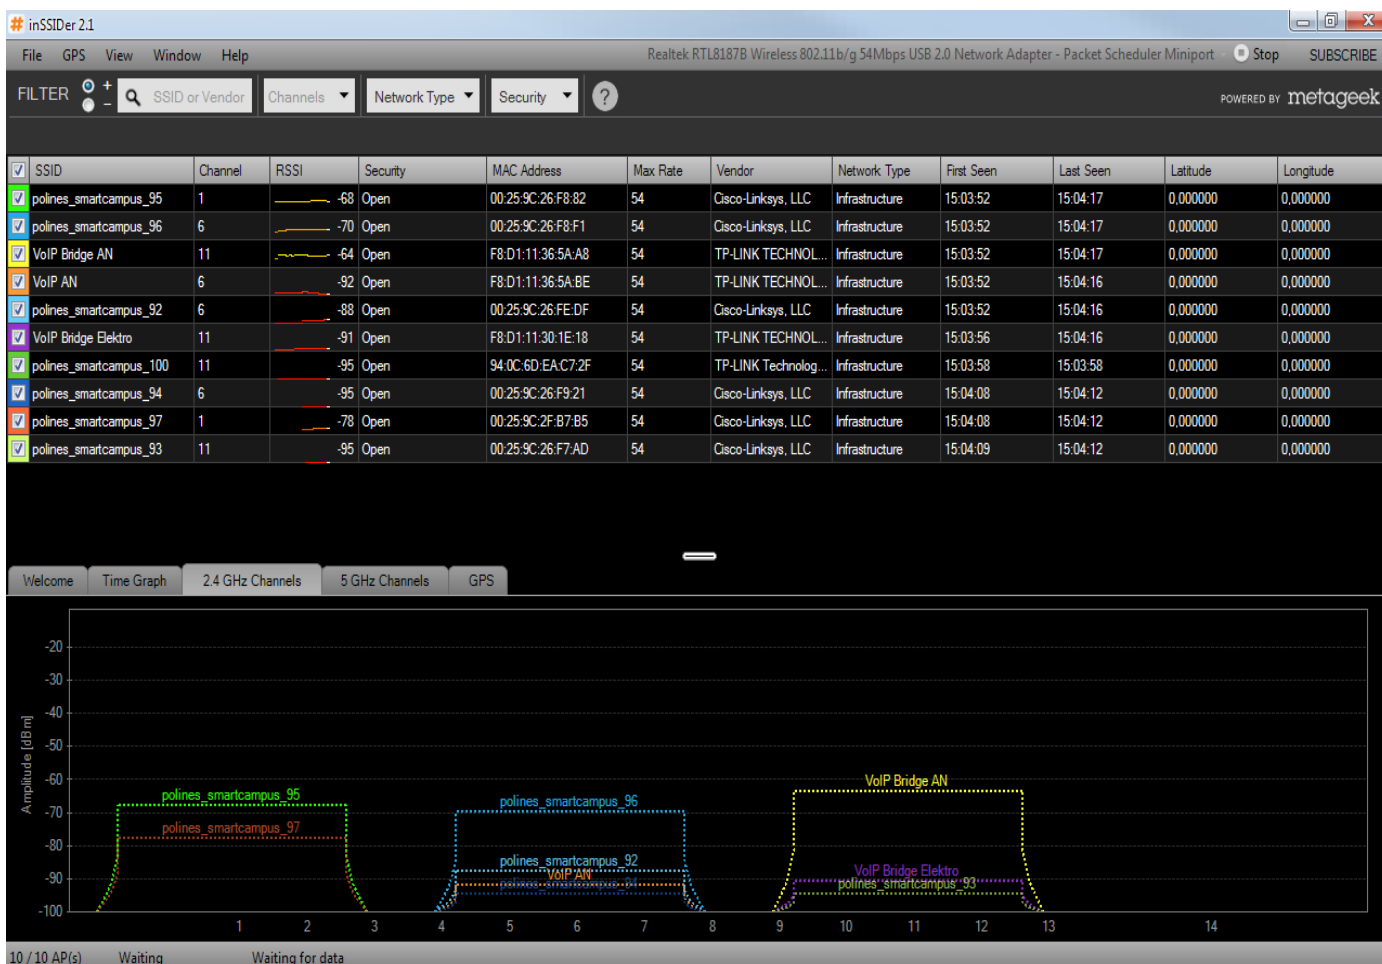 inSSIDer 2.1
File GPS View Window Help Realtek RTL8187B Wireless 802.11b/g 54Mbps USB 2.0 Network Adapter - Packet Scheduler Miniport - Stop SUBSCRIBE
FILTER + - SSID or Vendor Channels Network Type Security ? POWERED BY metageek
SSID Channel RSSI Security MAC Address Max Rate Vendor Network Type First Seen Last Seen Latitude Longitude
polines_smartcampus_95 1 -68 Open 00:25:9C:26:F8:82 54 Cisco-Linksys, LLC Infrastructure 15:03:52 15:04:17 0,000000 0,000000
polines_smartcampus_96 6 -70 Open 00:25:9C:26:F8:F1 54 Cisco-Linksys, LLC Infrastructure 15:03:52 15:04:17 0,000000 0,000000
VoIP Bridge AN 11 -64 Open F8:D1:11:36:5A:A8 54 TP-LINK TECHNOL... Infrastructure 15:03:52 15:04:17 0,000000 0,000000
VoIP AN 6 -92 Open F8:D1:11:36:5A:BE 54 TP-LINK TECHNOL... Infrastructure 15:03:52 15:04:16 0,000000 0,000000
polines_smartcampus_92 6 -88 Open 00:25:9C:26:FE:DF 54 Cisco-Linksys, LLC Infrastructure 15:03:52 15:04:16 0,000000 0,000000
VoIP Bridge Elektro 11 -91 Open F8:D1:11:30:1E:18 54 TP-LINK TECHNOL... Infrastructure 15:03:56 15:04:16 0,000000 0,000000
polines_smartcampus_100 11 -95 Open 94:0C:6D:EA:C7:2F 54 TP-LINK Technolog... Infrastructure 15:03:58 15:03:58 0,000000 0,000000
polines_smartcampus_94 6 -95 Open 00:25:9C:26:F9:21 54 Cisco-Linksys, LLC Infrastructure 15:04:08 15:04:12 0,000000 0,000000
polines_smartcampus_97 1 -78 Open 00:25:9C:2F:B7:B5 54 Cisco-Linksys, LLC Infrastructure 15:04:08 15:04:12 0,000000 0,000000
polines_smartcampus_93 11 -95 Open 00:25:9C:26:F7:AD 54 Cisco-Linksys, LLC Infrastructure 15:04:09 15:04:12 0,000000 0,000000
Welcome Time Graph 2.4 GHz Channels 5 GHz Channels GPS
Amplitude [dBm]
-20
-30
-40
-50
-60
-70
-80
-90
-100
VoIP Bridge AN
polines_smartcampus_95
polines_smartcampus_96
polines_smartcampus_97
polines_smartcampus_92
VoIP AN
VoIP Bridge Elektro
polines_smartcampus_94
polines_smartcampus_93
1 2 3 4 5 6 7 8 9 10 11 12 13 14
10 / 10 AP(s) Waiting Waiting for data